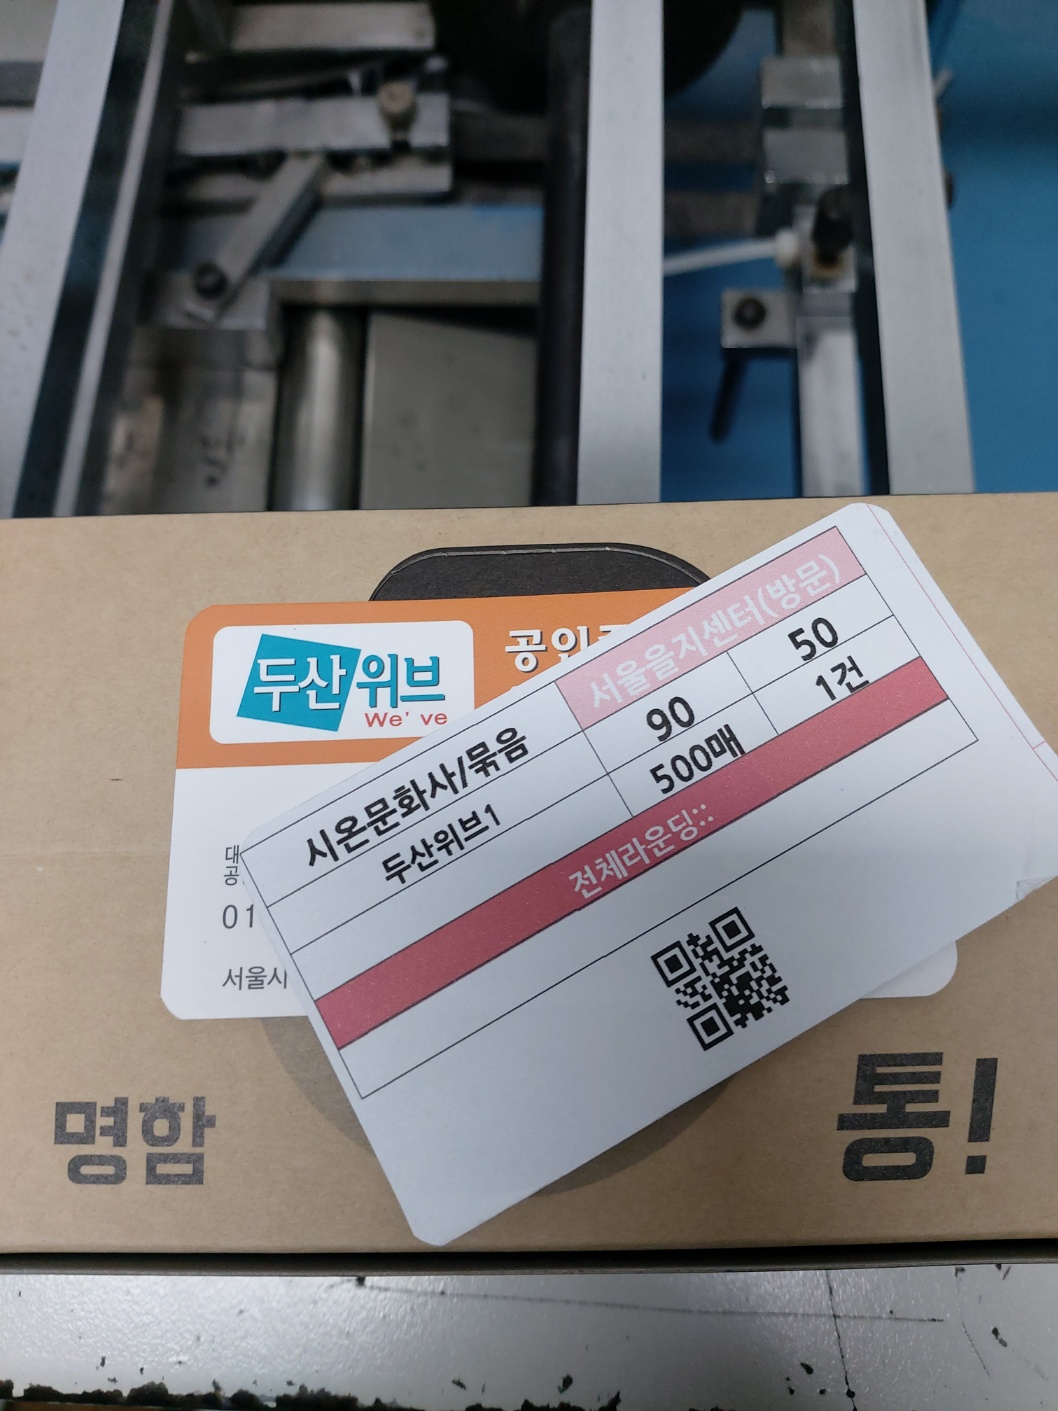 두산위브
We've
공인
대
공
01
서울시
서울을지센터(방문)
시온문화사/묶음
90
50
두산위브1
500매
1건
전체라운딩::
명함
통!